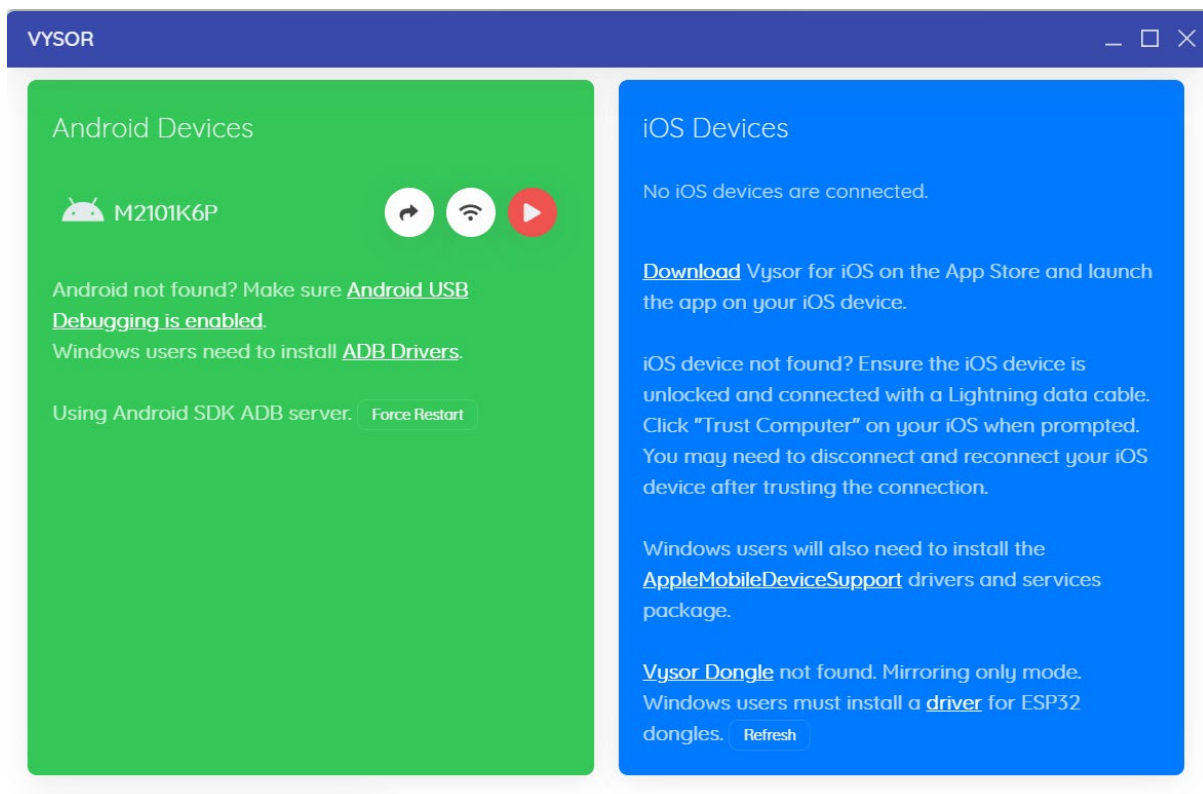 VYSOR
Android Devices
M2101K6P
Android not found? Make sure Android USB
Debugging is enabled.
Windows users need to install ADB Drivers.
Using Android SDK ADB server. Force Restart
iOS Devices
No iOS devices are connected.
Download Vysor for iOS on the App Store and launch
the app on your iOS device.
iOS device not found? Ensure the iOS device is
unlocked and connected with a Lightning data cable.
Click "Trust Computer" on your iOS when prompted.
You may need to disconnect and reconnect your iOS
device after trusting the connection.
Windows users will also need to install the
AppleMobileDeviceSupport drivers and services
package.
Vysor Dongle not found. Mirroring only mode.
Windows users must install a driver for ESP32
dongles. Refresh